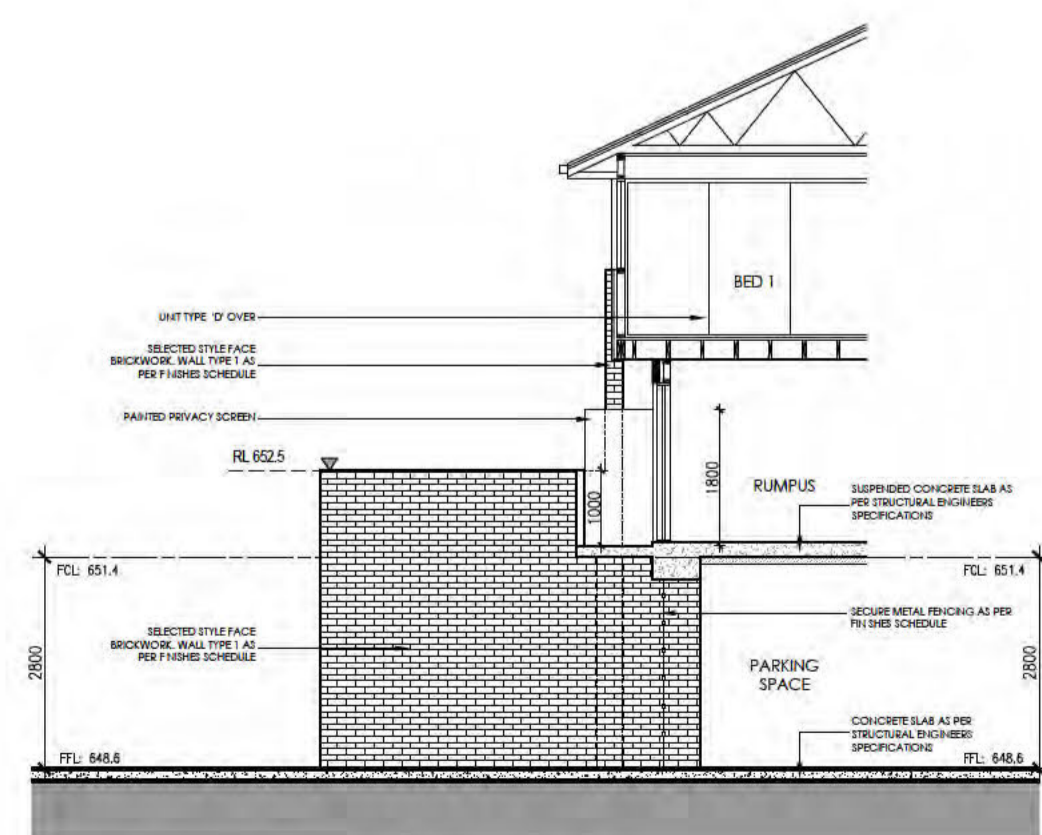 BED 1
UNIT TYPE 'D' OVER
SELECTED STYLE FACE
BRICKWORK. WALL TYPE 1 AS
PER FINISHES SCHEDULE
PAINTED PRIVACY SCREEN
RL 652.5
1000
1800
RUMPUS
SUSPENDED CONCRETE SLAB AS
PER STRUCTURAL ENGINEERS
SPECIFICATIONS
FCL: 651.4
FCL: 651.4
SECURE METAL FENCING AS PER
FINISHES SCHEDULE
SELECTED STYLE FACE
BRICKWORK. WALL TYPE 1 AS
PER FINISHES SCHEDULE
2800
PARKING
SPACE
2800
CONCRETE SLAB AS PER
STRUCTURAL ENGINEERS
SPECIFICATIONS
FFL: 648.6
FFL: 648.6